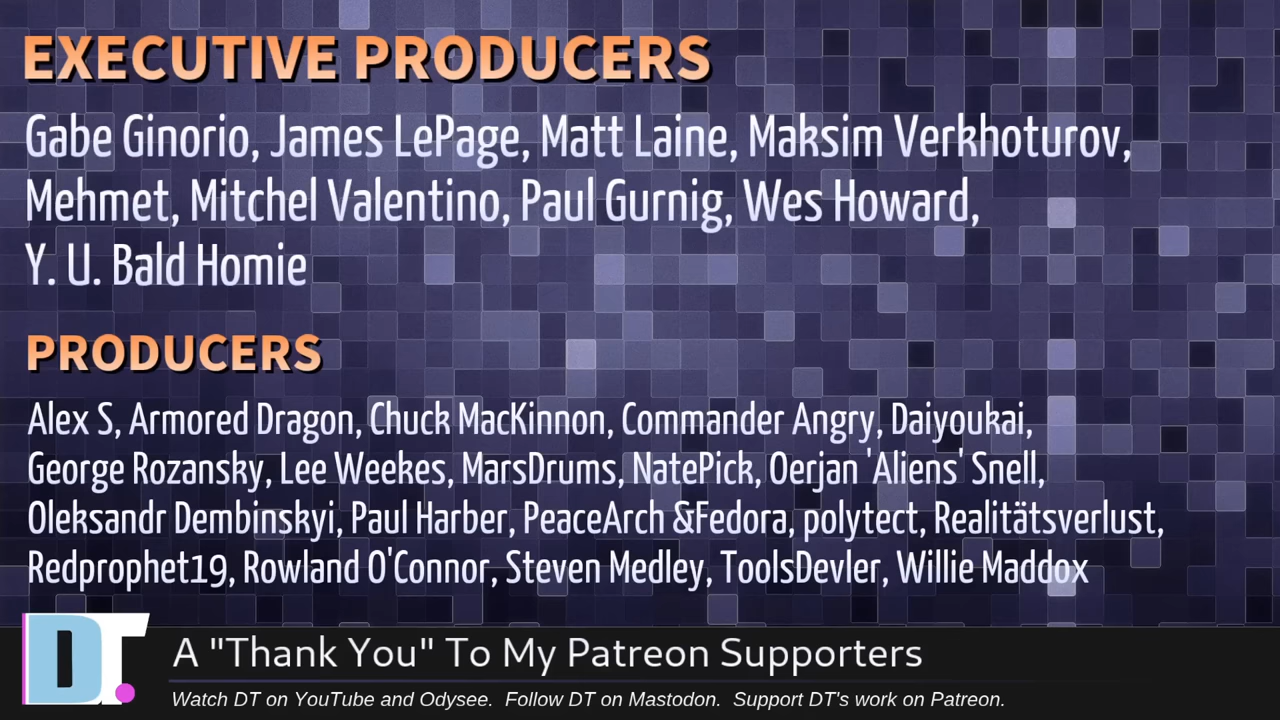 EXECUTIVE PRODUCERS
Gabe Ginorio, James LePage, Matt Laine, Maksim Verkhoturov,
Mehmet, Mitchel Valentino, Paul Gurnig, Wes Howard,
Y. U. Bald Homie
PRODUCERS
Alex S, Armored Dragon, Chuck MacKinnon, Commander Angry, Daiyoukai,
George Rozansky, Lee Weekes, MarsDrums, NatePick, Oerjan 'Aliens' Snell,
Oleksandr Dembinskyi, Paul Harber, PeaceArch &Fedora, polytect, Realitätsverlust,
Redprophet19, Rowland O'Connor, Steven Medley, ToolsDevler, Willie Maddox
DT.
A "Thank You" To My Patreon Supporters
Watch DT on YouTube and Odysee. Follow DT on Mastodon. Support DT's work on Patreon.